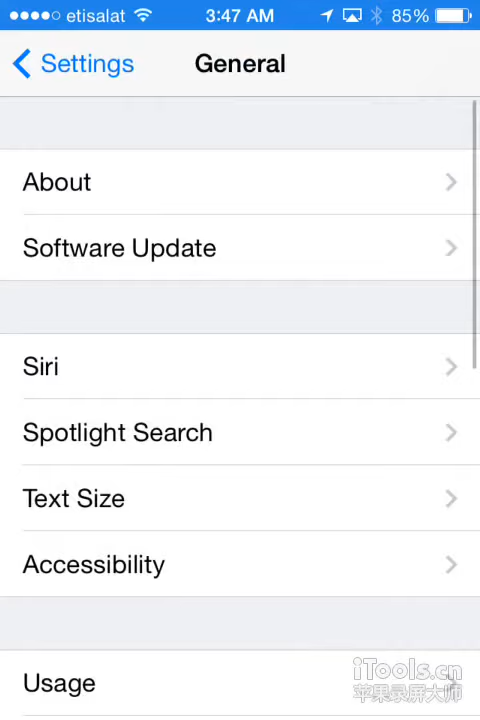 etisalat 3:47 AM 85%
Settings General
About
Software Update
Siri
Spotlight Search
Text Size
Accessibility
Usage
iTools.cn
苹果录屏大师